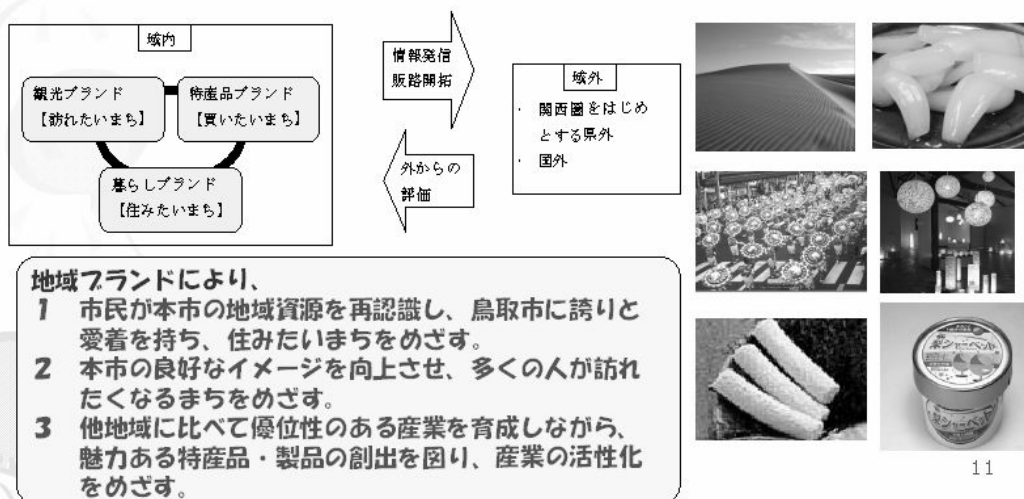 域内
観光ブランド
【訪れたいまち】
特産品ブランド
【買いたいまち】
暮らしブランド
【住みたいまち】
情報発信
販路開拓
外からの
評価
域外
・ 関西圏をはじめ
とする県外
・ 国外
地域ブランドにより、
1 市民が本市の地域資源を再認識し、鳥取市に誇りと
愛着を持ち、住みたいまちをめざす。
2 本市の良好なイメージを向上させ、多くの人が訪れ
たくなるまちをめざす。
3 他地域に比べて優位性のある産業を育成しながら、
魅力ある特産品・製品の創出を図り、産業の活性化
をめざす。
梨シャーベット
11